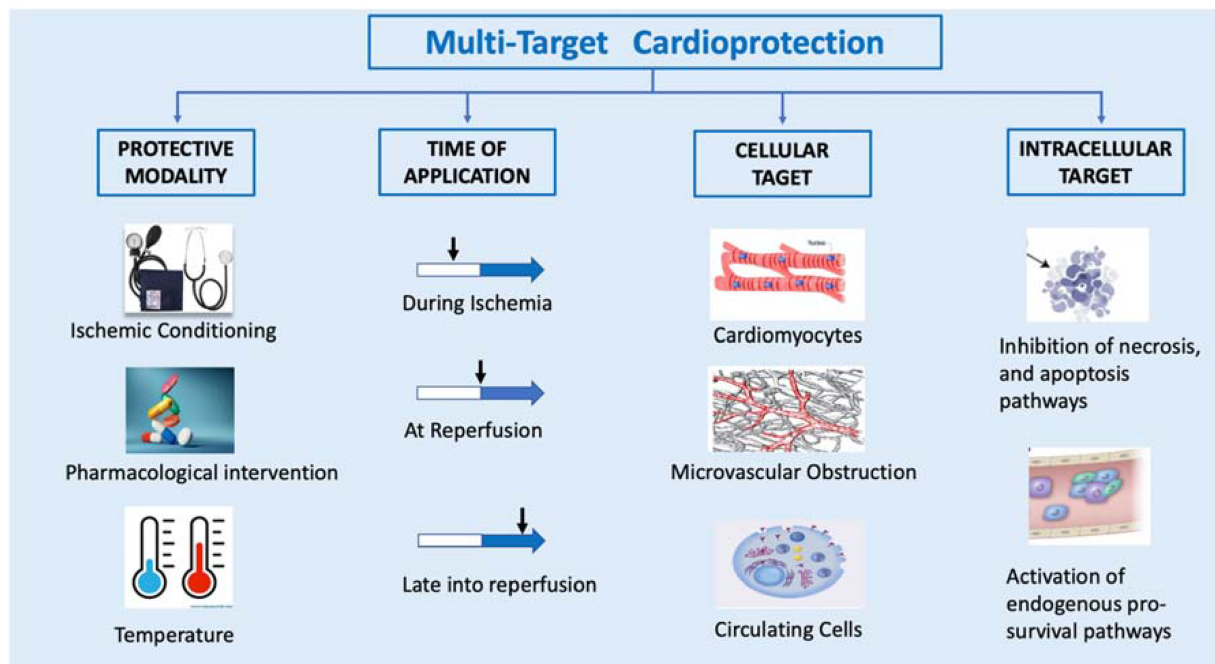 Multi-Target Cardioprotection
PROTECTIVE
MODALITY
Ischemic Conditioning
Pharmacological intervention
Temperature
TIME OF
APPLICATION
During Ischemia
At Reperfusion
Late into reperfusion
CELLULAR
TAGET
Cardiomyocytes
Microvascular Obstruction
Circulating Cells
INTRACELLULAR
TARGET
Inhibition of necrosis,
and apoptosis
pathways
Activation of
endogenous pro-
survival pathways